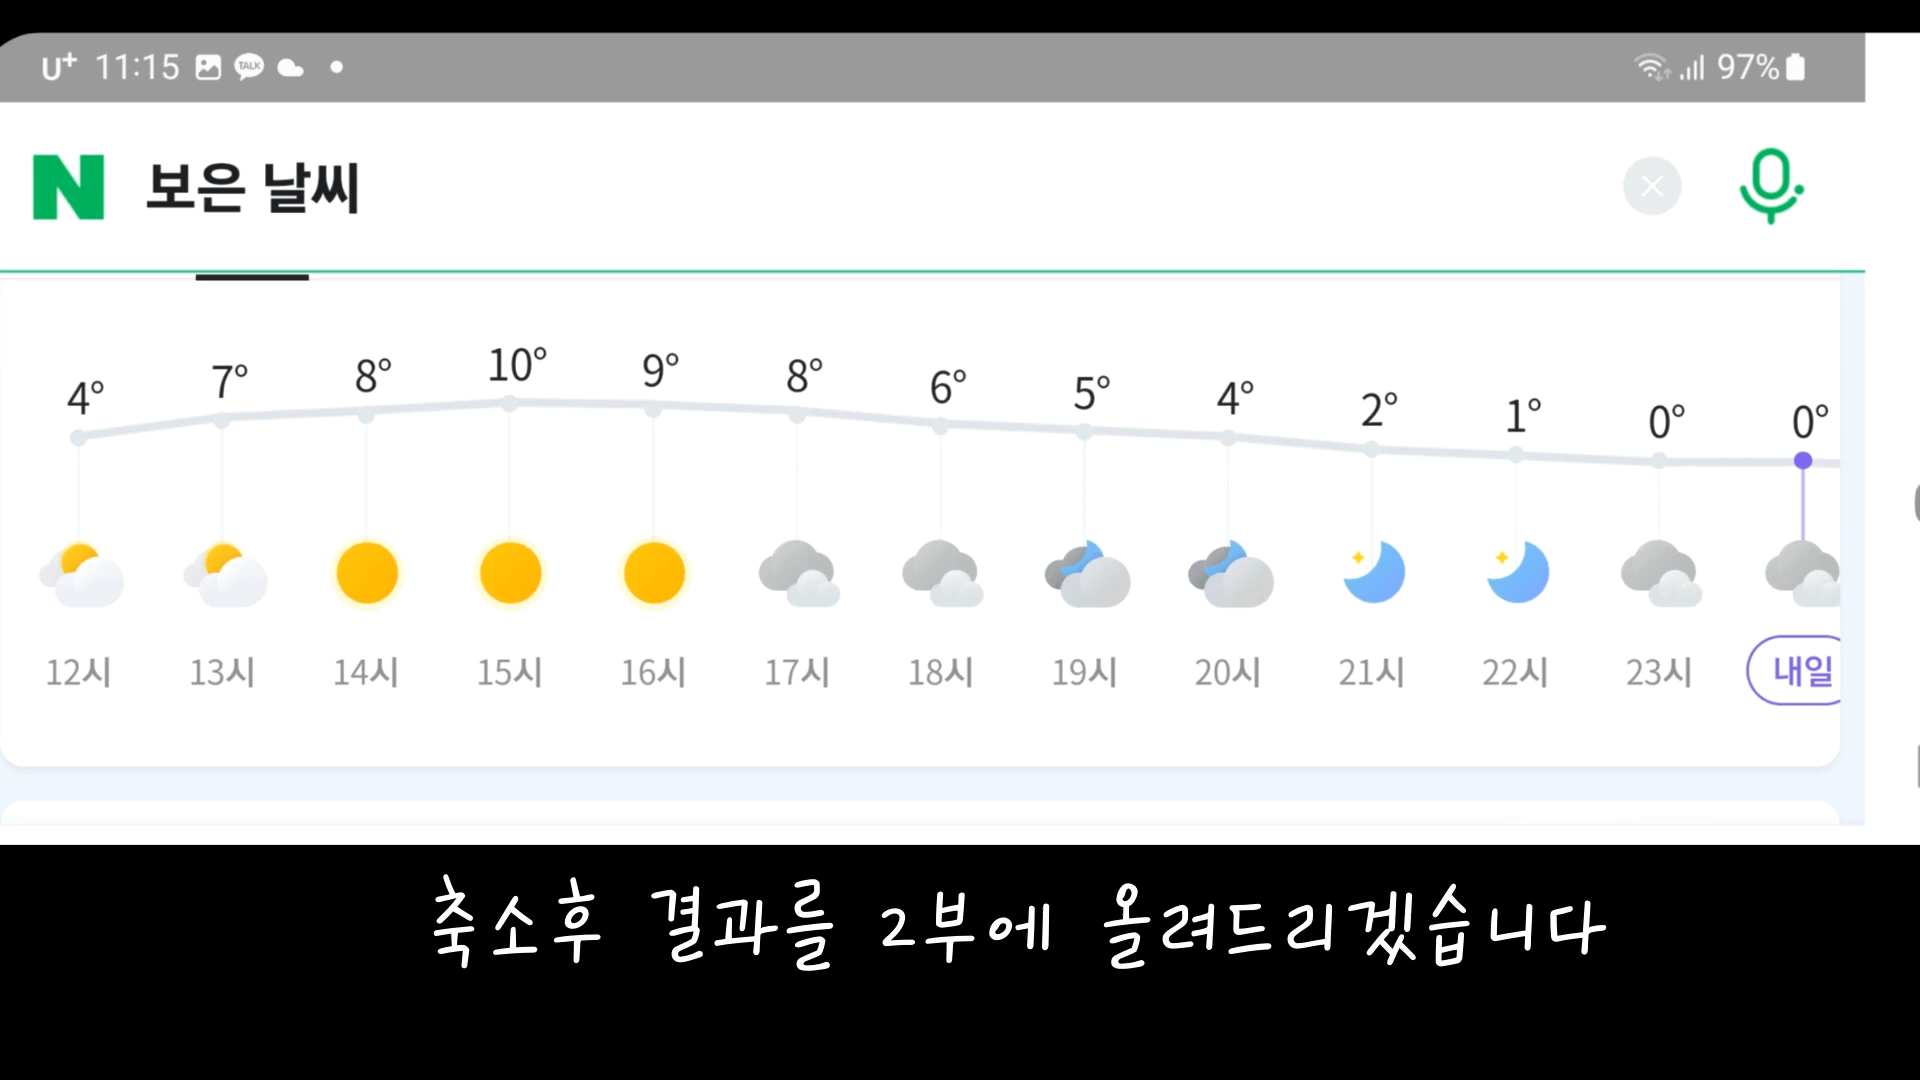 U+ 11:15 TALK 97%
N 보은 날씨
4° 7° 8° 10° 9° 8° 6° 5° 4° 2° 1° 0° 0°
12시 13시 14시 15시 16시 17시 18시 19시 20시 21시 22시 23시 내일
축소후 결과를 2부에 올려드리겠습니다